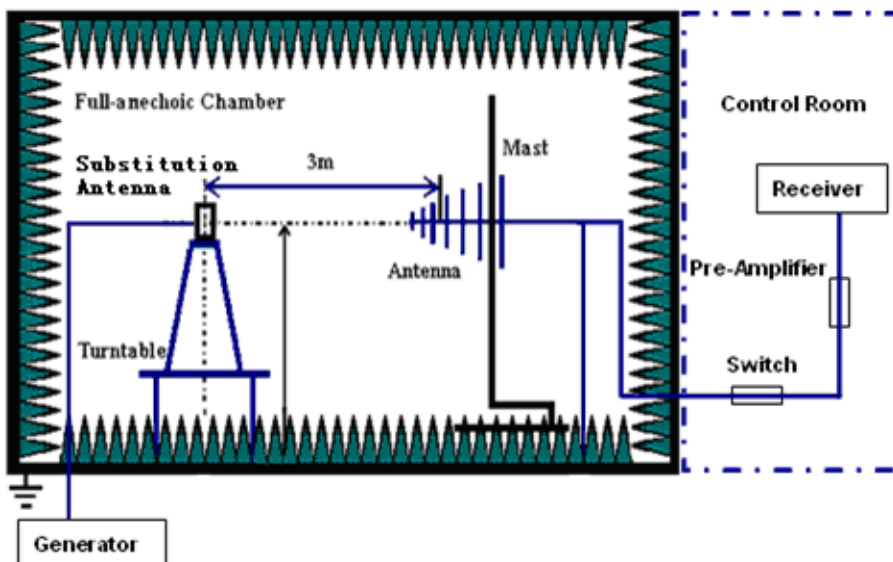 Full-anechoic Chamber
Control Room
Substitution
Antenna
3m
Mast
Receiver
Antenna
Pre-Amplifier
Turntable
Switch
Generator